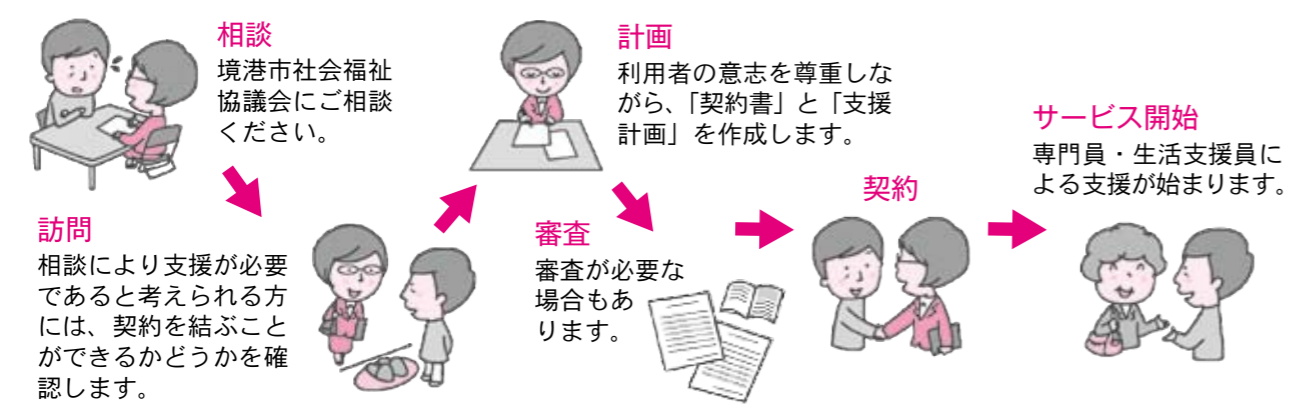 相談
境港市社会福祉
協議会にご相談
ください。
訪問
相談により支援が必要
であると考えられる方
には、契約を結ぶこと
ができるかどうかを確
認します。
計画
利用者の意志を尊重しな
がら、「契約書」と「支援
計画」を作成します。
審査
審査が必要な
場合もあ
ります。
契約
サービス開始
専門員・生活支援員に
よる支援が始まります。